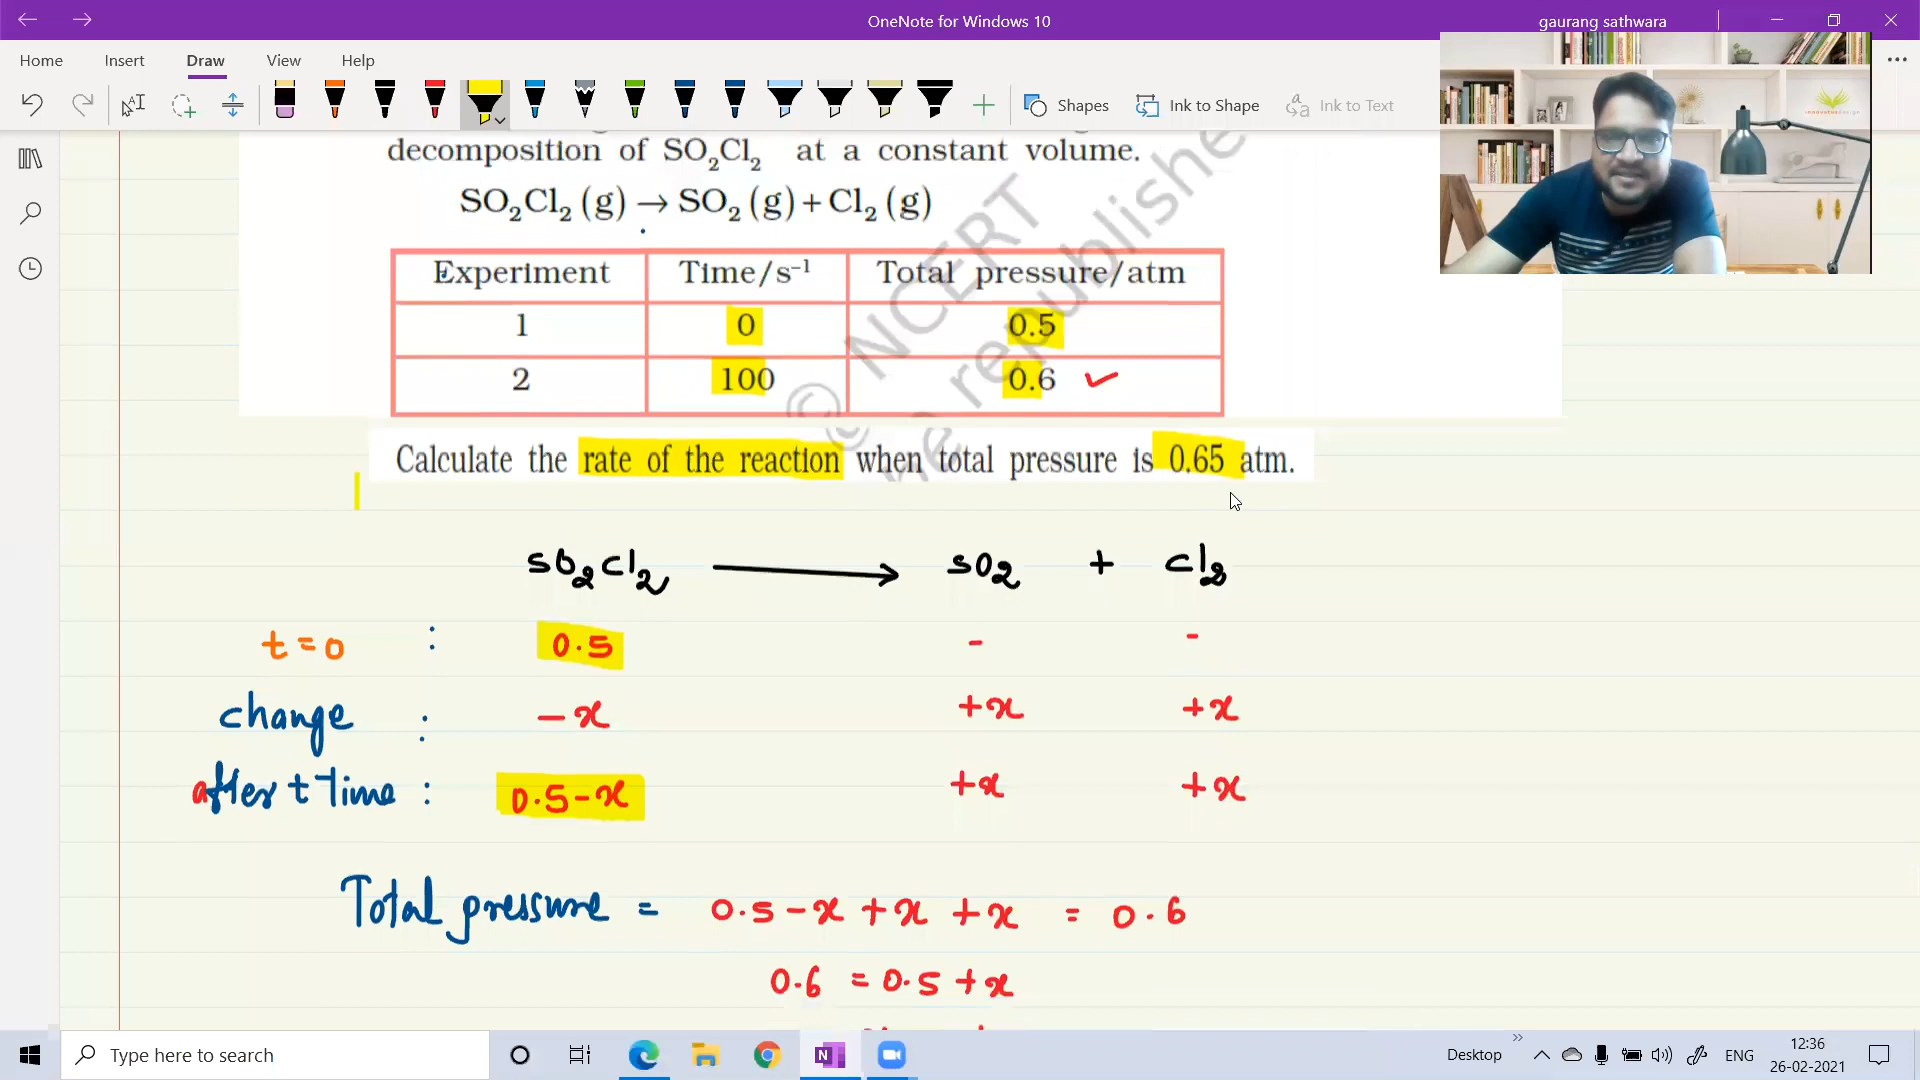 OneNote for Windows 10
gaurang sathwara
Home Insert Draw View Help
Shapes Ink to Shape Ink to Text
decomposition of SO₂Cl₂ at a constant volume.
SO₂Cl₂ (g) → SO₂ (g) + Cl₂ (g)
Experiment Time/s⁻¹ Total pressure/atm
1 0 0.5
2 100 0.6 ✓
© NCERT
be republishe
Calculate the rate of the reaction when total pressure is 0.65 atm.
SO₂Cl₂ ⟶ SO₂ + Cl₂
t = 0 : 0.5 - -
change : -x +x +x
after t time : 0.5-x +x +x
Total pressure = 0.5 - x + x + x = 0.6
0.6 = 0.5 + x
Type here to search
Desktop
ENG
12:36
26-02-2021